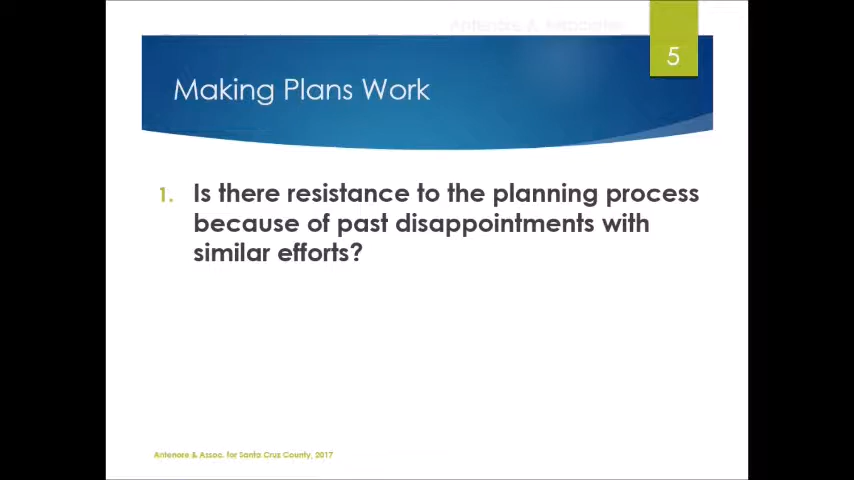 5
Making Plans Work
1. Is there resistance to the planning process
because of past disappointments with
similar efforts?
Antenore & Assoc. for Santa Cruz County, 2017